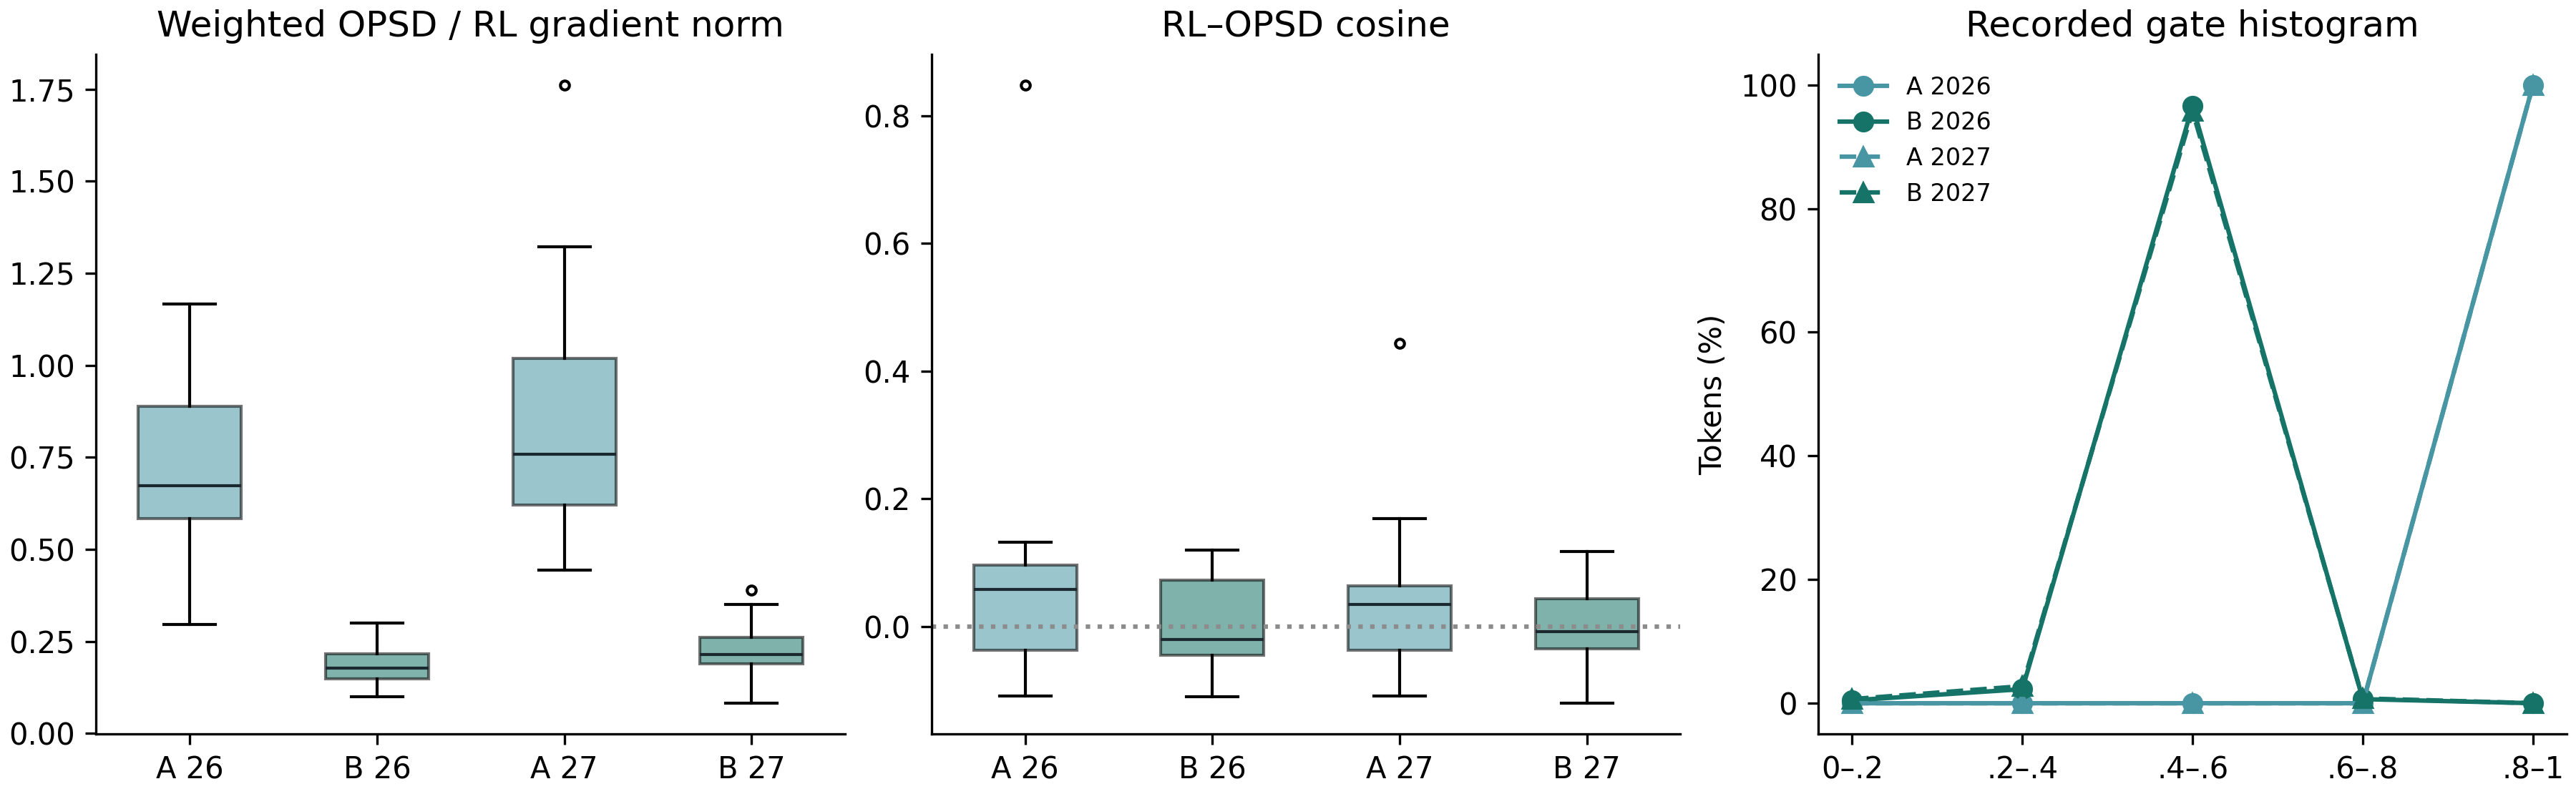 Weighted OPSD / RL gradient norm
1.75
1.50
1.25
1.00
0.75
0.50
0.25
0.00
A 26
B 26
A 27
B 27
RL–OPSD cosine
0.8
0.6
0.4
0.2
0.0
A 26
B 26
A 27
B 27
Recorded gate histogram
Tokens (%)
100
80
60
40
20
0
A 2026
B 2026
A 2027
B 2027
0–.2
.2–.4
.4–.6
.6–.8
.8–1